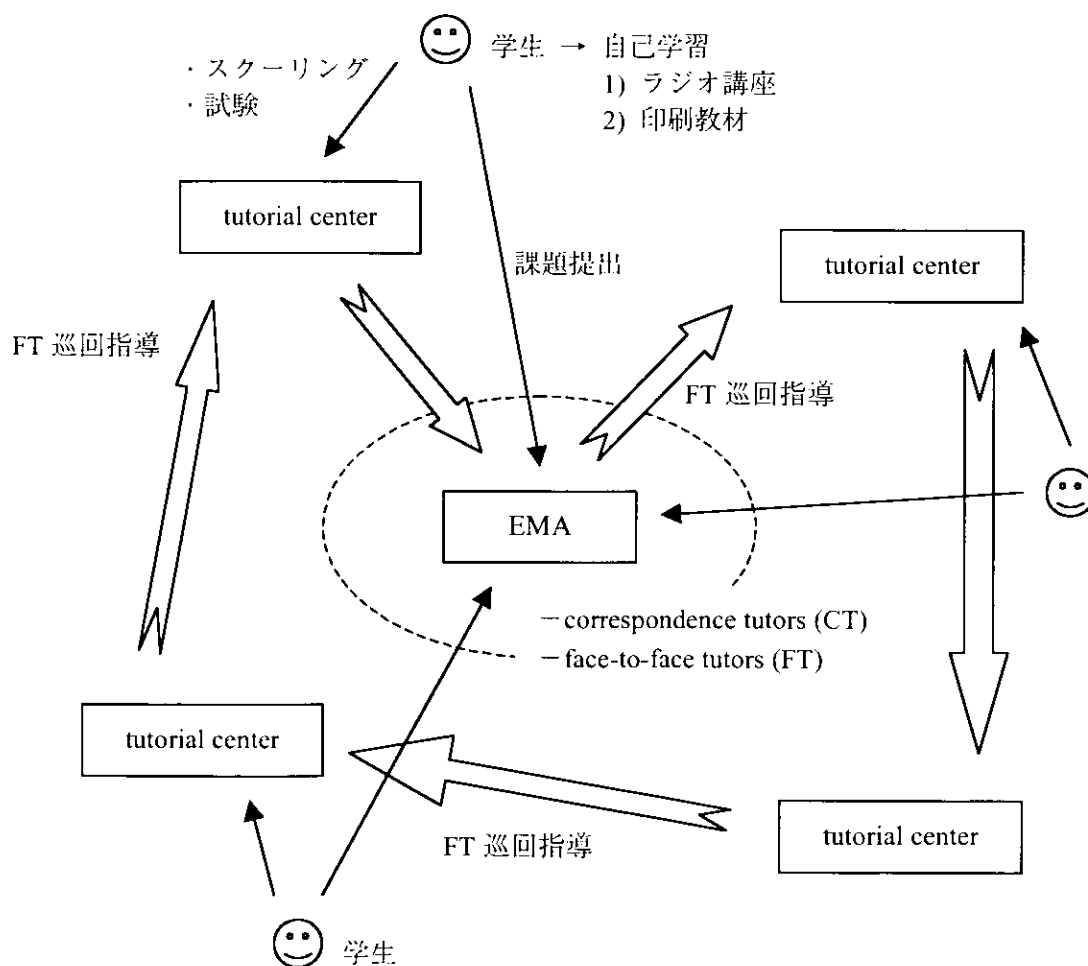 学生 → 自己学習
・スクーリング
・試験
1) ラジオ講座
2) 印刷教材
tutorial center
課題提出
tutorial center
FT 巡回指導
FT 巡回指導
EMA
－correspondence tutors (CT)
－face-to-face tutors (FT)
tutorial center
tutorial center
FT 巡回指導
学生